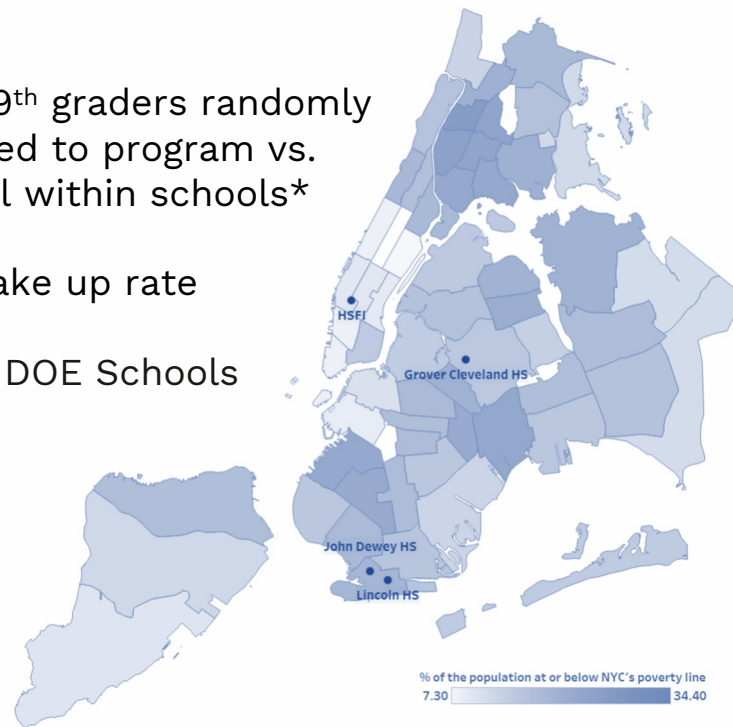 9th graders randomly
ed to program vs.
l within schools*
ake up rate
DOE Schools
HSFI
Grover Cleveland HS
John Dewey HS
Lincoln HS
% of the population at or below NYC's poverty line
7.30 34.40